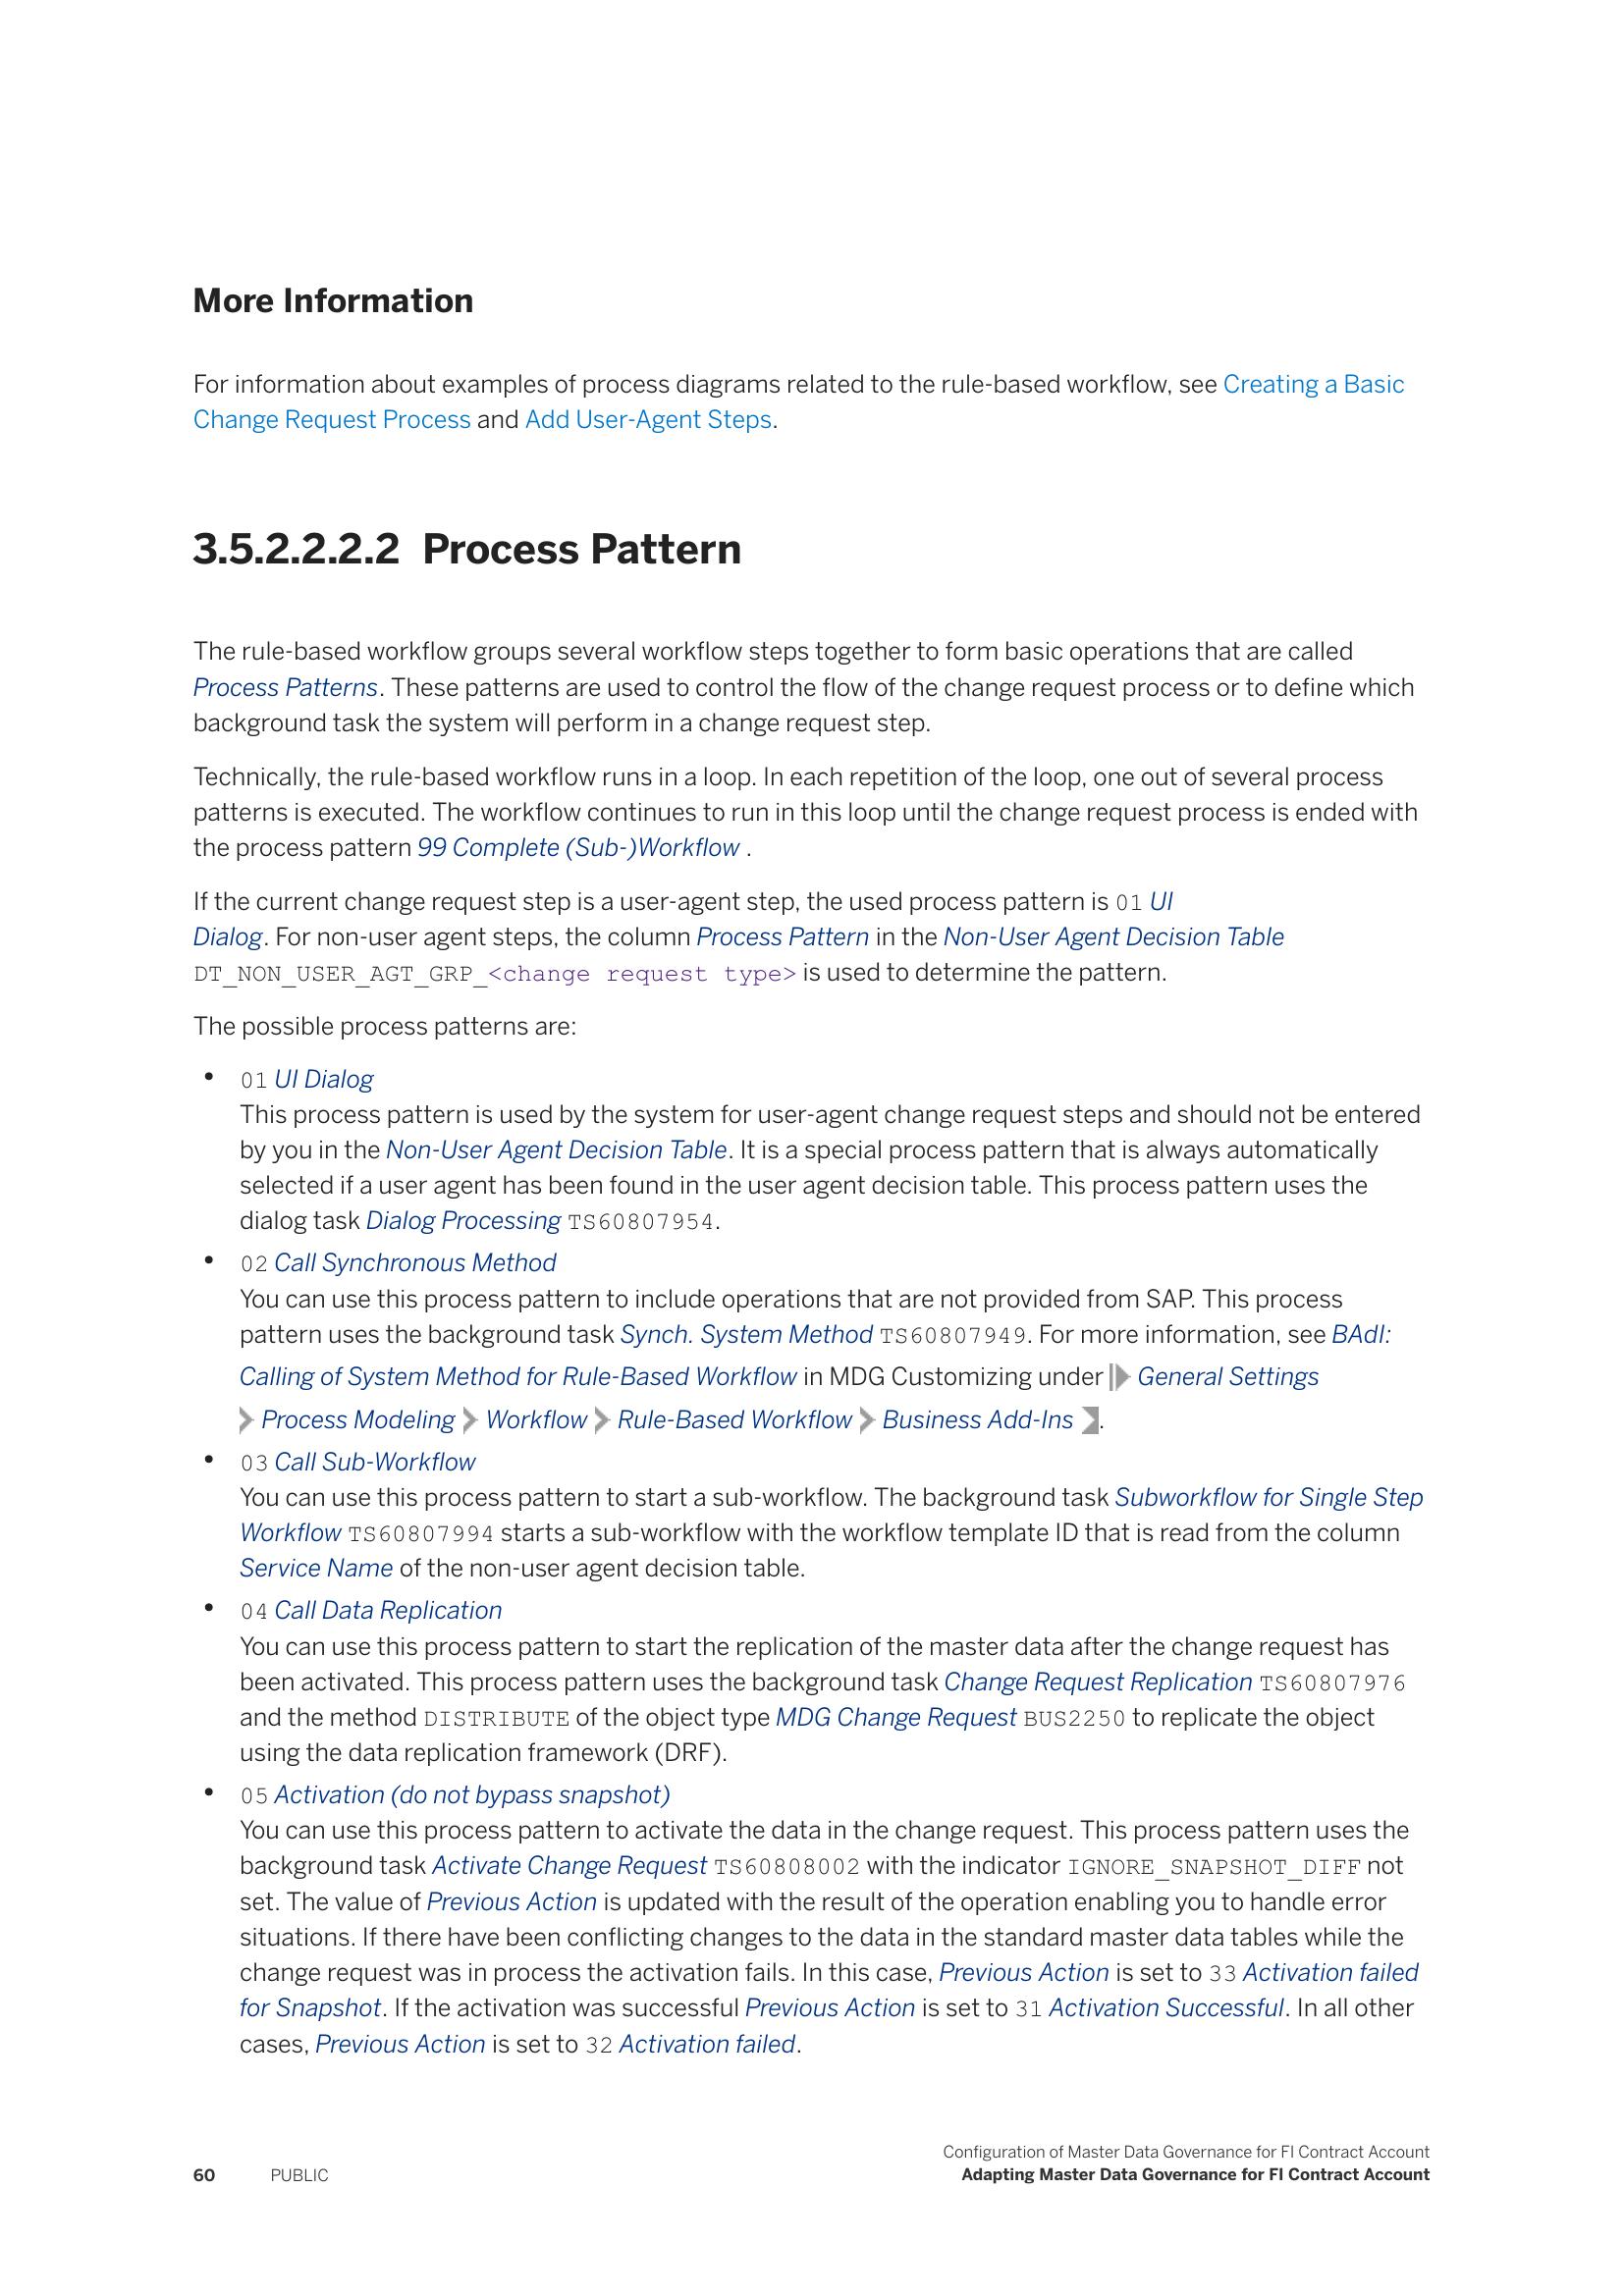 More Information
For information about examples of process diagrams related to the rule-based workflow, see Creating a Basic
Change Request Process and Add User-Agent Steps.
3.5.2.2.2.2 Process Pattern
The rule-based workflow groups several workflow steps together to form basic operations that are called
Process Patterns. These patterns are used to control the flow of the change request process or to define which
background task the system will perform in a change request step.
Technically, the rule-based workflow runs in a loop. In each repetition of the loop, one out of several process
patterns is executed. The workflow continues to run in this loop until the change request process is ended with
the process pattern 99 Complete (Sub-)Workflow .
If the current change request step is a user-agent step, the used process pattern is 01 UI
Dialog. For non-user agent steps, the column Process Pattern in the Non-User Agent Decision Table
DT_NON_USER_AGT_GRP_<change request type> is used to determine the pattern.
The possible process patterns are:
• 01 UI Dialog
This process pattern is used by the system for user-agent change request steps and should not be entered
by you in the Non-User Agent Decision Table. It is a special process pattern that is always automatically
selected if a user agent has been found in the user agent decision table. This process pattern uses the
dialog task Dialog Processing TS60807954.
• 02 Call Synchronous Method
You can use this process pattern to include operations that are not provided from SAP. This process
pattern uses the background task Synch. System Method TS60807949. For more information, see BAdI:
Calling of System Method for Rule-Based Workflow in MDG Customizing under General Settings
Process Modeling Workflow Rule-Based Workflow Business Add-Ins .
• 03 Call Sub-Workflow
You can use this process pattern to start a sub-workflow. The background task Subworkflow for Single Step
Workflow TS60807994 starts a sub-workflow with the workflow template ID that is read from the column
Service Name of the non-user agent decision table.
• 04 Call Data Replication
You can use this process pattern to start the replication of the master data after the change request has
been activated. This process pattern uses the background task Change Request Replication TS60807976
and the method DISTRIBUTE of the object type MDG Change Request BUS2250 to replicate the object
using the data replication framework (DRF).
• 05 Activation (do not bypass snapshot)
You can use this process pattern to activate the data in the change request. This process pattern uses the
background task Activate Change Request TS60808002 with the indicator IGNORE_SNAPSHOT_DIFF not
set. The value of Previous Action is updated with the result of the operation enabling you to handle error
situations. If there have been conflicting changes to the data in the standard master data tables while the
change request was in process the activation fails. In this case, Previous Action is set to 33 Activation failed
for Snapshot. If the activation was successful Previous Action is set to 31 Activation Successful. In all other
cases, Previous Action is set to 32 Activation failed.
Configuration of Master Data Governance for FI Contract Account
60 PUBLIC Adapting Master Data Governance for FI Contract Account